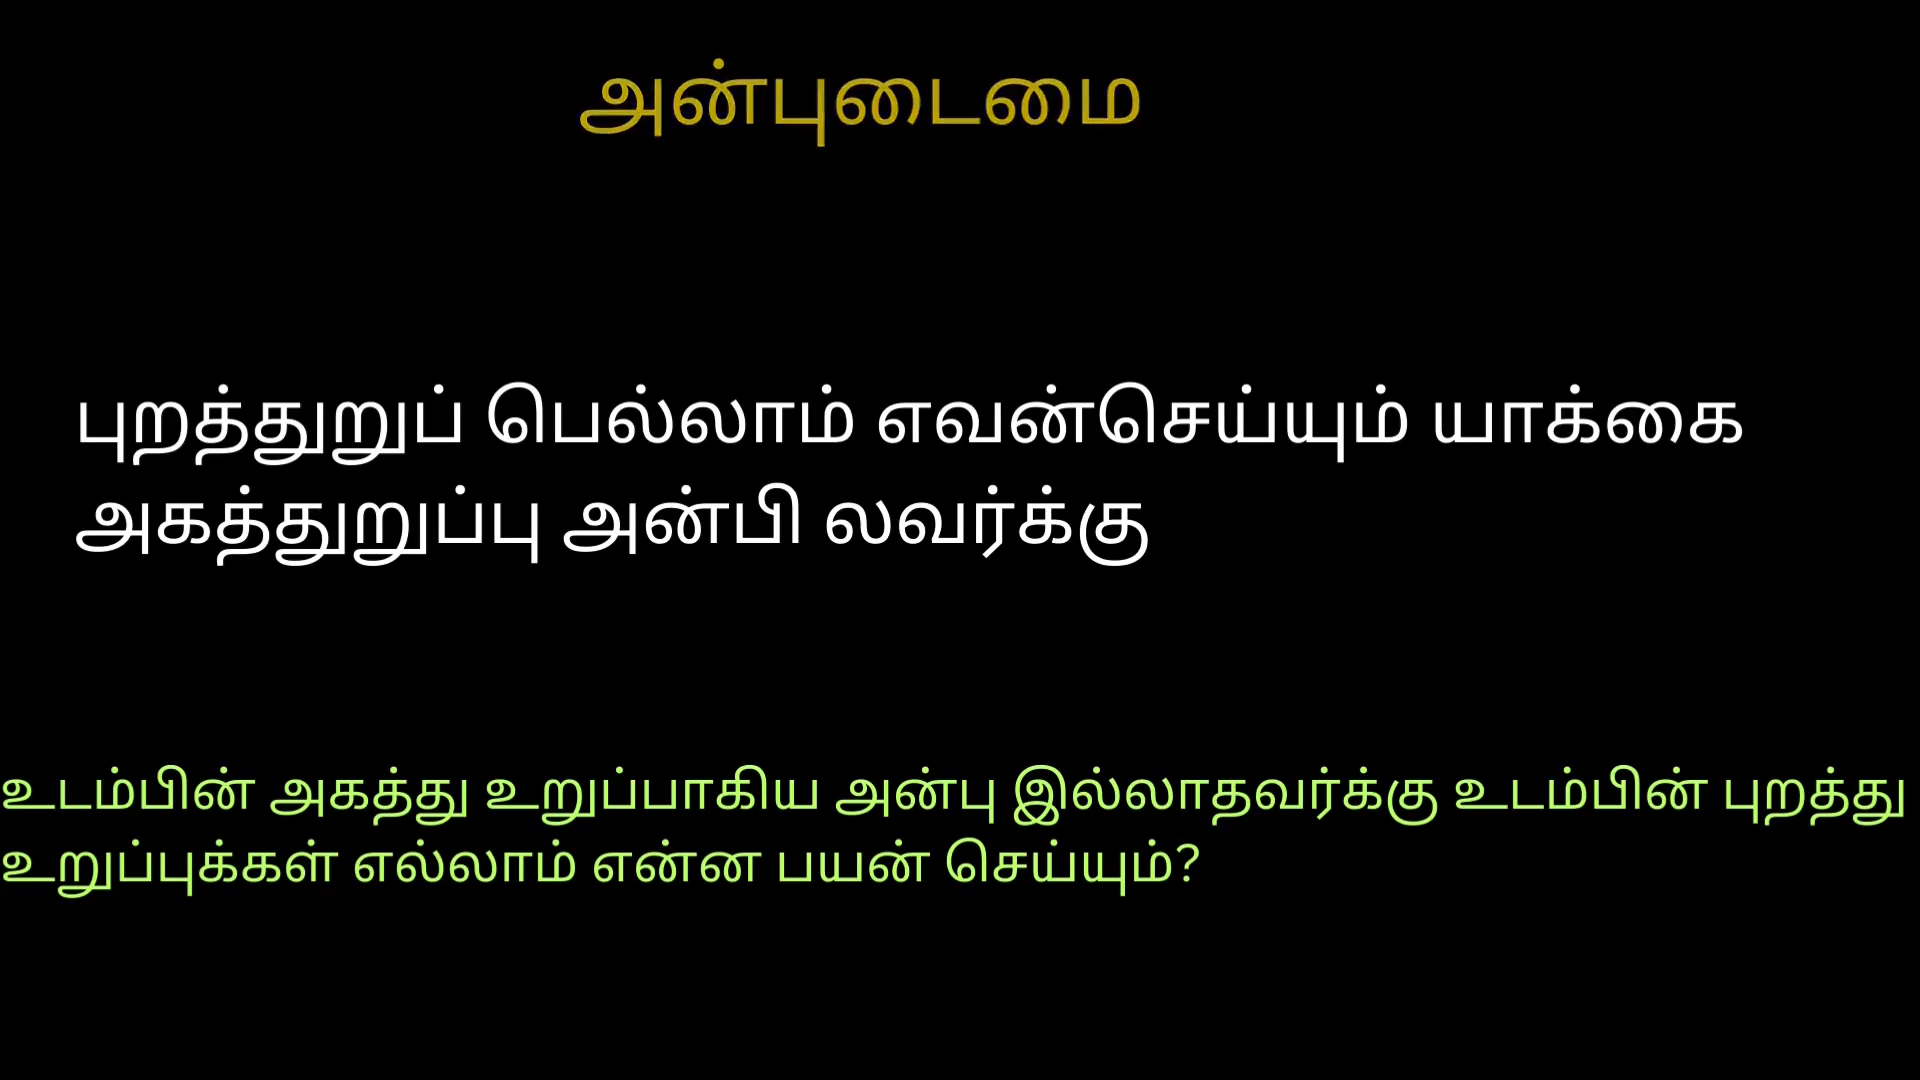 அன்புடைமை
புறத்துறுப் பெல்லாம் எவன்செய்யும் யாக்கை
அகத்துறுப்பு அன்பி லவர்க்கு
உடம்பின் அகத்து உறுப்பாகிய அன்பு இல்லாதவர்க்கு உடம்பின் புறத்து
உறுப்புக்கள் எல்லாம் என்ன பயன் செய்யும்?